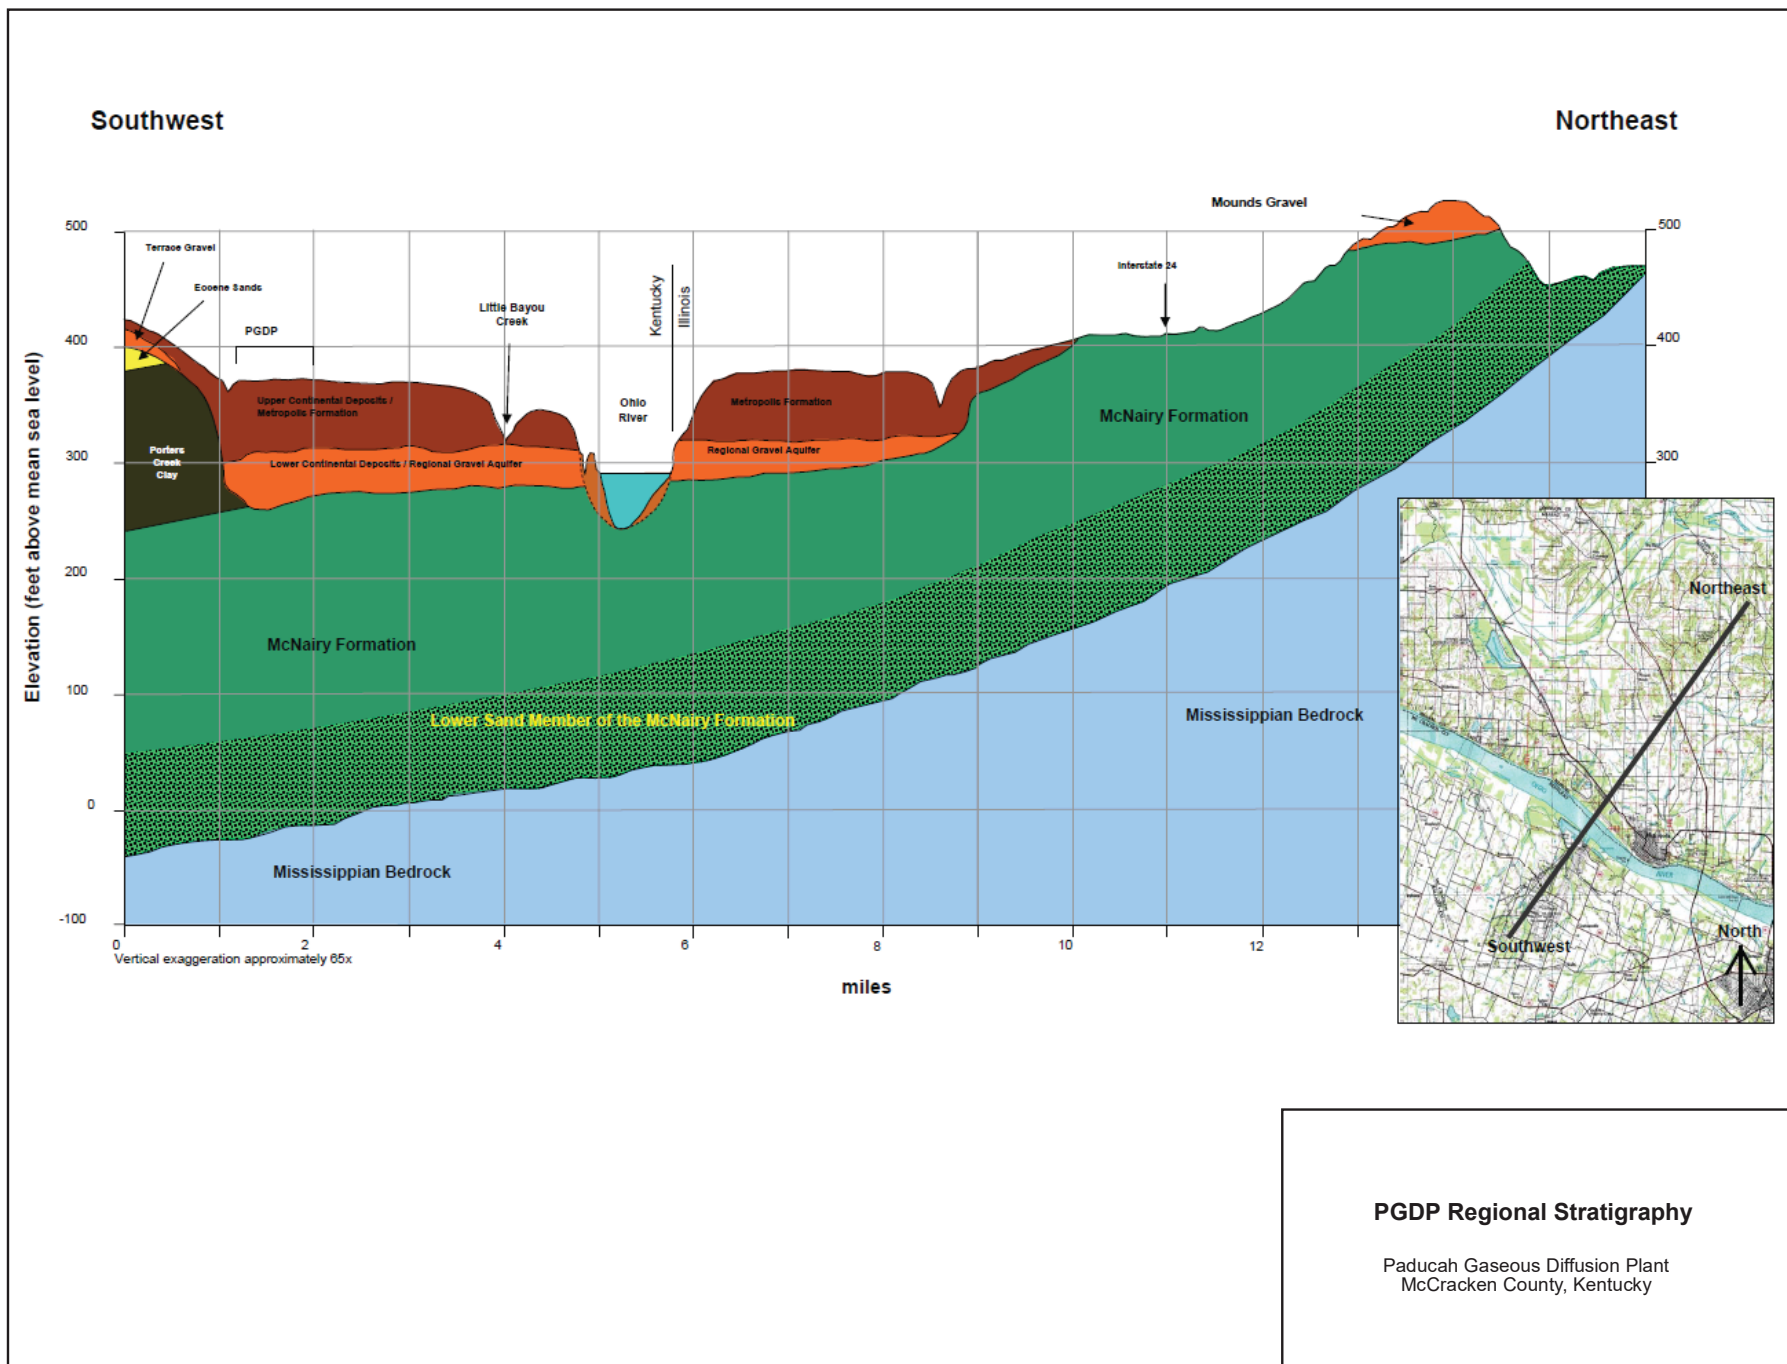 Southwest
Northeast
Mounds Gravel
500
500
Terrace Gravel
Eocene Sands
Interstate 24
Kentucky
Illinois
Little Bayou
Creek
PGDP
400
400
Ohio
River
Upper Continental Deposits /
Metropolis Formation
Metropolis Formation
McNairy Formation
Porters
Creek
Clay
Regional Gravel Aquifer
Lower Continental Deposits / Regional Gravel Aquifer
300
300
200
Elevation (feet above mean sea level)
McNairy Formation
100
Lower Sand Member of the McNairy Formation
Mississippian Bedrock
0
Mississippian Bedrock
-100
0
2
4
6
8
10
12
Vertical exaggeration approximately 65x
miles
Northeast
Southwest
North
PGDP Regional Stratigraphy
Paducah Gaseous Diffusion Plant
McCracken County, Kentucky